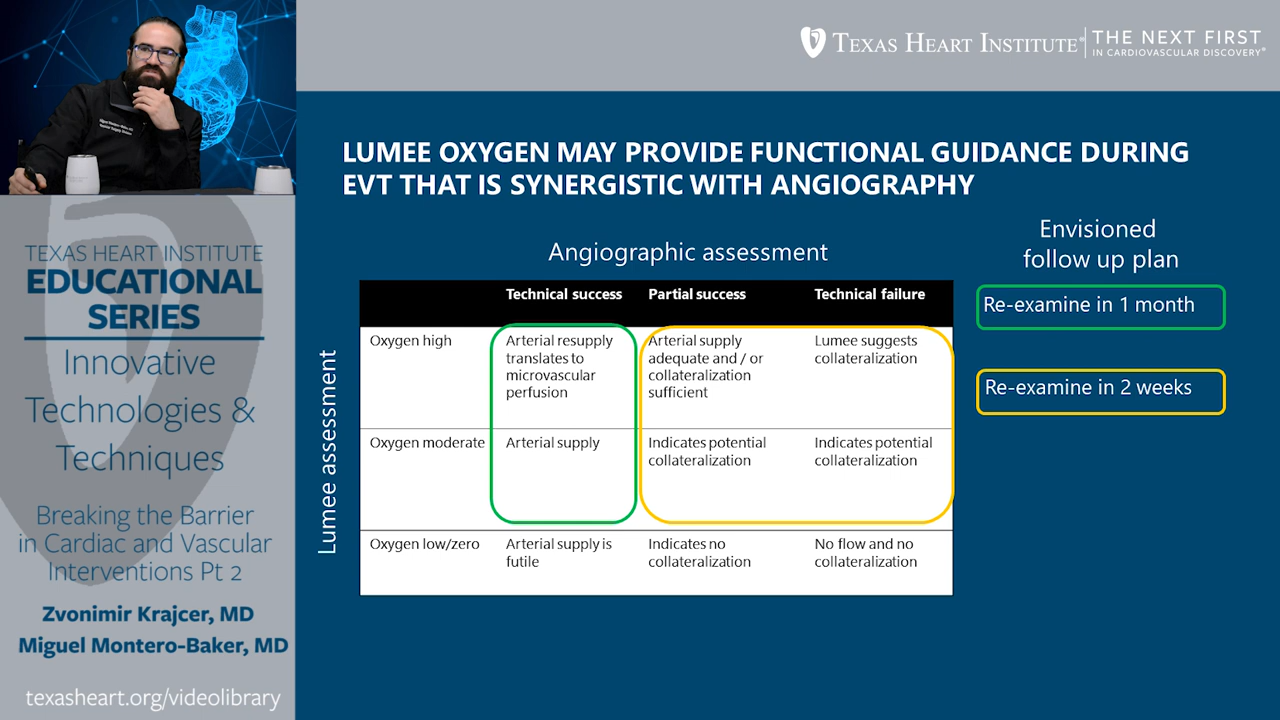 TEXAS HEART INSTITUTE®
THE NEXT FIRST
IN CARDIOVASCULAR DISCOVERY®
TEXAS HEART INSTITUTE
EDUCATIONAL
SERIES
Innovative
Technologies &
Techniques
Breaking the Barrier
in Cardiac and Vascular
Interventions Pt 2
Zvonimir Krajcer, MD
Miguel Montero-Baker, MD
texasheart.org/videolibrary
LUMEE OXYGEN MAY PROVIDE FUNCTIONAL GUIDANCE DURING
EVT THAT IS SYNERGISTIC WITH ANGIOGRAPHY
Angiographic assessment
Lumee assessment
Technical success Partial success Technical failure
Oxygen high
Arterial resupply
translates to
microvascular
perfusion
Arterial supply
adequate and / or
collateralization
sufficient
Lumee suggests
collateralization
Oxygen moderate
Arterial supply
Indicates potential
collateralization
Indicates potential
collateralization
Oxygen low/zero
Arterial supply is
futile
Indicates no
collateralization
No flow and no
collateralization
Envisioned
follow up plan
Re-examine in 1 month
Re-examine in 2 weeks